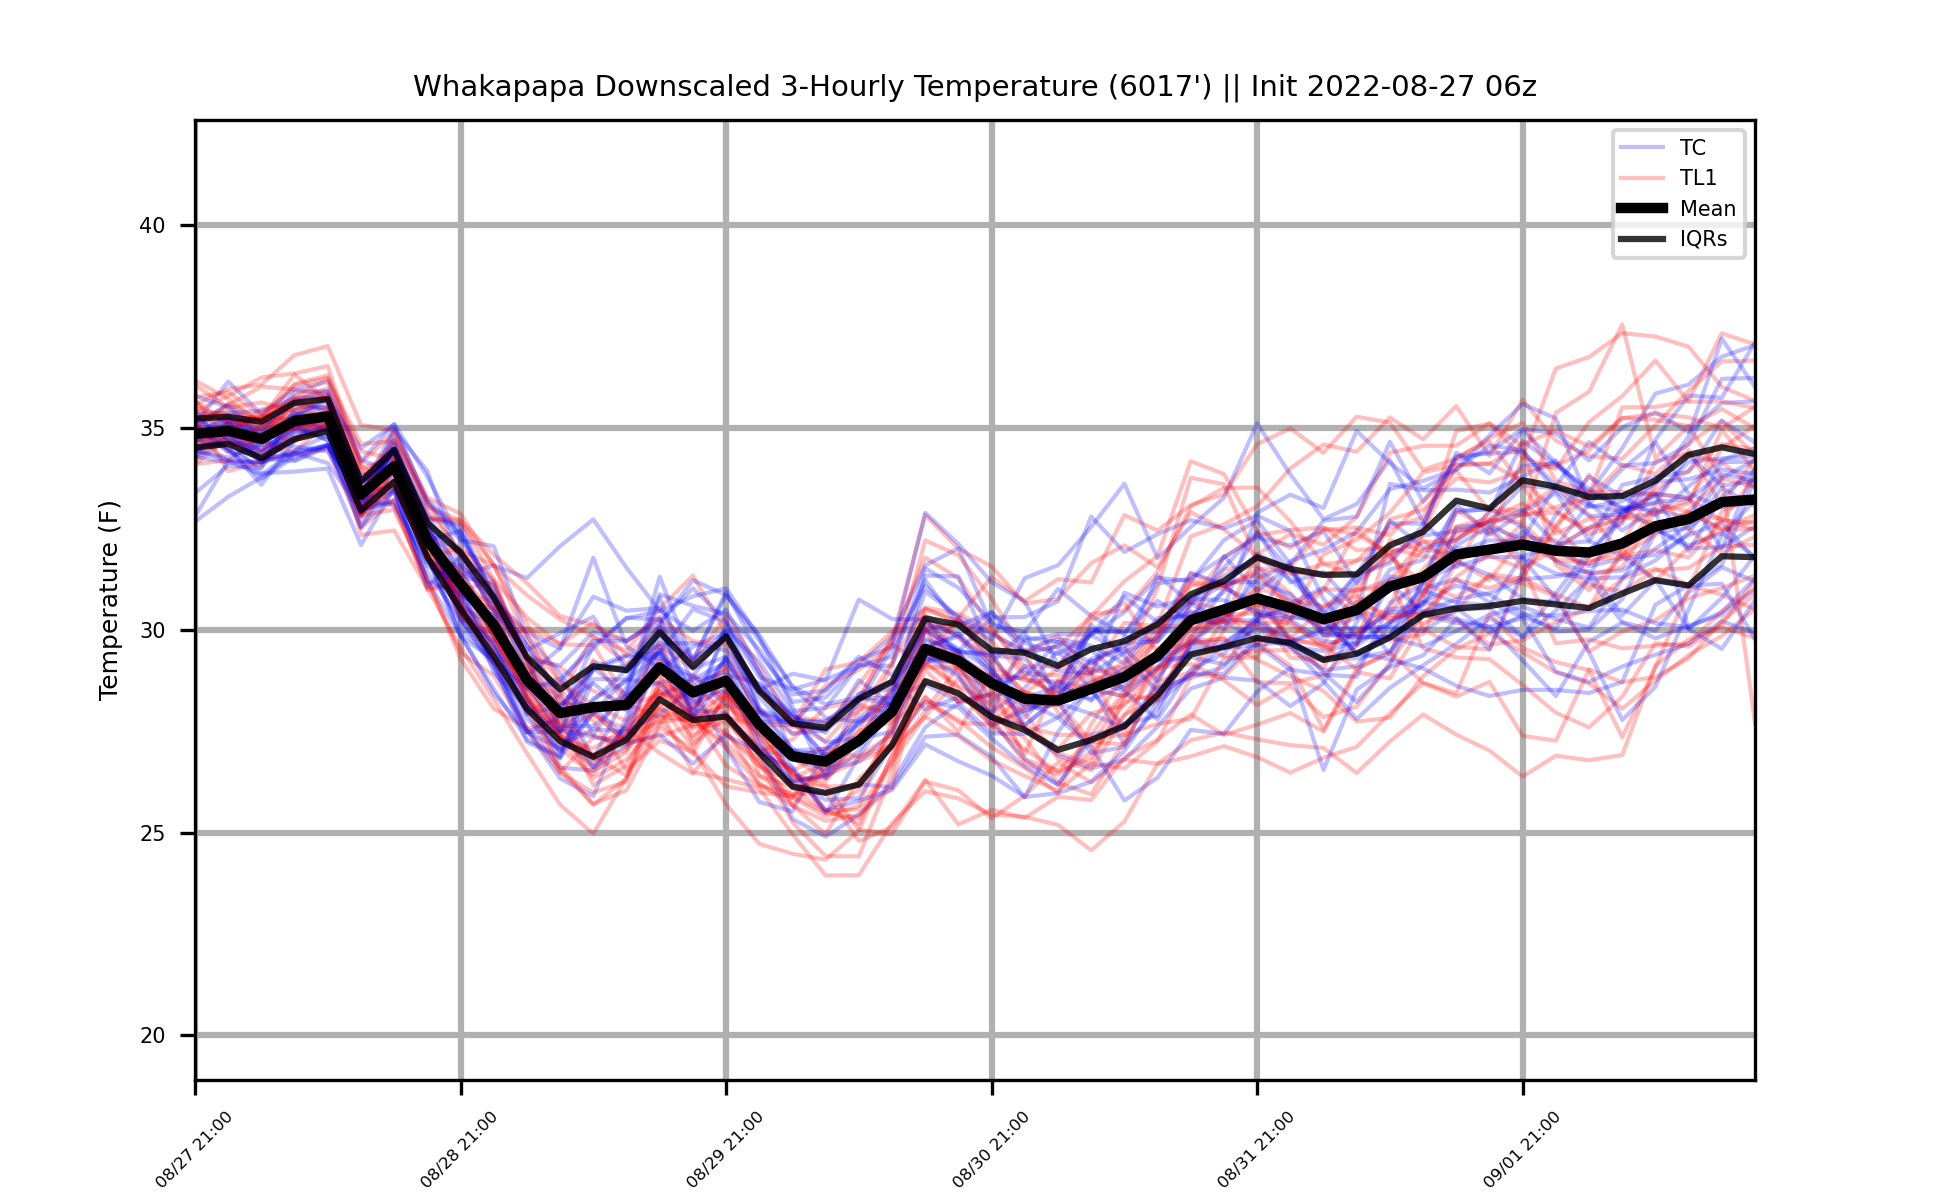 Whakapapa Downscaled 3-Hourly Temperature (6017') || Init 2022-08-27 06z
TC
TL1
Mean
IQRs
Temperature (F)
40
35
30
25
20
08/27 21:00
08/28 21:00
08/29 21:00
08/30 21:00
08/31 21:00
09/01 21:00